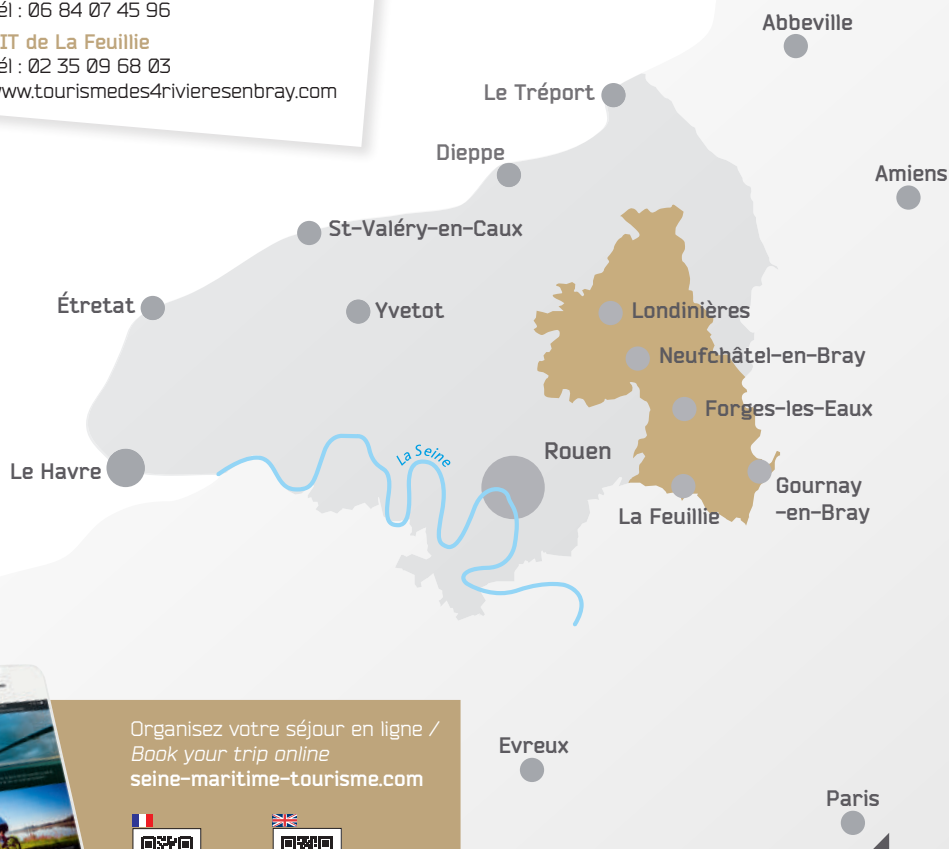 él : 06 84 07 45 96
IT de La Feuillie
él : 02 35 09 68 03
www.tourismedes4rivieresenbray.com
Abbeville
Le Tréport
Dieppe
Amiens
St-Valéry-en-Caux
Étretat
Yvetot
Londinières
Neufchâtel-en-Bray
Forges-les-Eaux
La Seine
Rouen
Le Havre
Gournay
-en-Bray
La Feuillie
Organisez votre séjour en ligne /
Book your trip online
seine-maritime-tourisme.com
Evreux
Paris